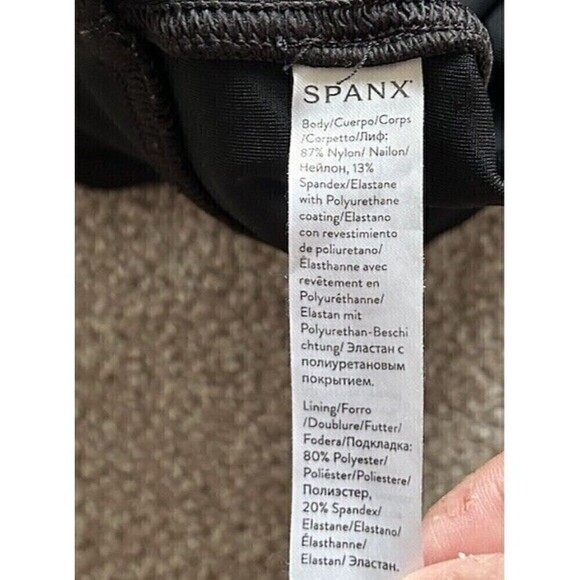 SPANX®
Body/Cuerpo/Corps
/Corpetto/Лиф:
87% Nylon/ Nailon/
Нейлон, 13%
Spandex/Elastane
with Polyurethane
coating/Elastano
con revestimiento
de poliuretano/
Élasthanne avec
revêtement en
Polyuréthanne/
Elastan mit
Polyurethan-Beschi
chtung/ Эластан с
полиуретановым
покрытием.
Lining/Forro
/Doublure/Futter/
Fodera/Подкладка:
80% Polyester/
Poliéster/Poliestere/
Полиэстер,
20% Spandex/
Elastane/Elastano/
Élasthanne/
Elastan/ Эластан.